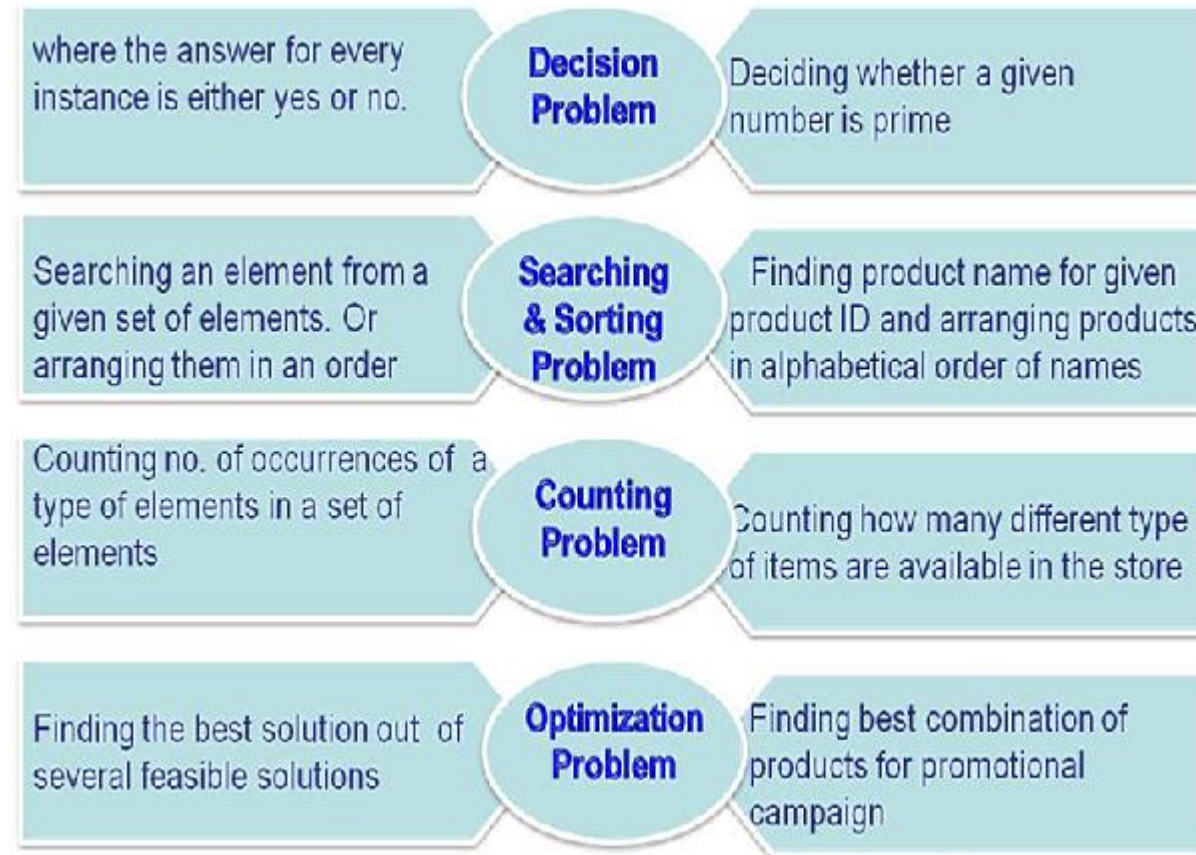 where the answer for every
instance is either yes or no.
Decision
Problem
Deciding whether a given
number is prime
Searching an element from a
given set of elements. Or
arranging them in an order
Searching
& Sorting
Problem
Finding product name for given
product ID and arranging products
in alphabetical order of names
Counting no. of occurrences of a
type of elements in a set of
elements
Counting
Problem
Counting how many different type
of items are available in the store
Finding the best solution out of
several feasible solutions
Optimization
Problem
Finding best combination of
products for promotional
campaign